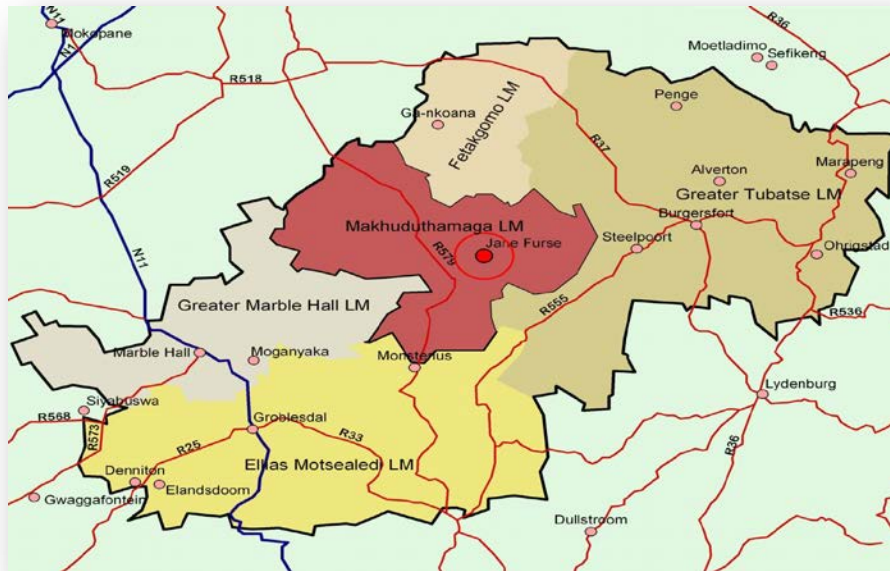 N11
Mokopane
N1
R36
Moetladimo
Sefikeng
R518
Penge
Ga-nkoana
Fetakgomo LM
R37
R519
Alverton
Marapeng
Greater Tubatse LM
Makhuduthamaga LM
Burgersfort
Steelpoort
Jane Furse
R579
Ohrigstad
N11
Greater Marble Hall LM
R555
R536
Marble Hall
Moganyaka
Monsterius
Lydenburg
Siyabuswa
R568
R573
Groblesdal
R25
R33
R36
Elias Motsealedi LM
Denniton
Elandsdoorn
Gwaggafontein
Dullstroom